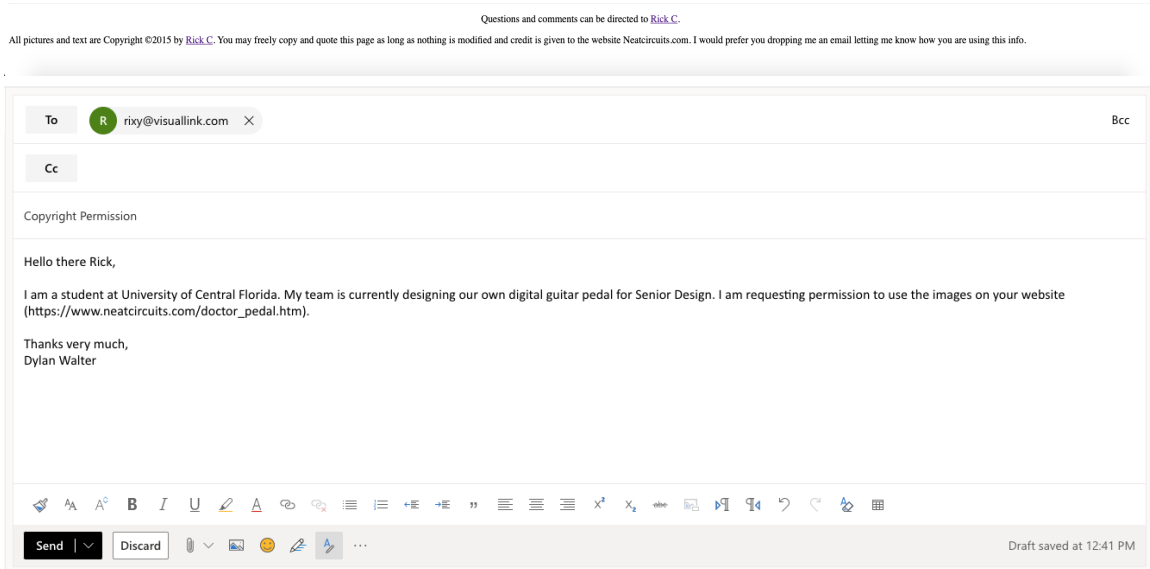 Questions and comments can be directed to Rick C.
All pictures and text are Copyright ©2015 by Rick C. You may freely copy and quote this page as long as nothing is modified and credit is given to the website Neatcircuits.com. I would prefer you dropping me an email letting me know how you are using this info.
.
To R rixy@visuallink.com Bcc
Cc
Copyright Permission
Hello there Rick,
I am a student at University of Central Florida. My team is currently designing our own digital guitar pedal for Senior Design. I am requesting permission to use the images on your website
(https://www.neatcircuits.com/doctor_pedal.htm).
Thanks very much,
Dylan Walter
Send Discard Draft saved at 12:41 PM